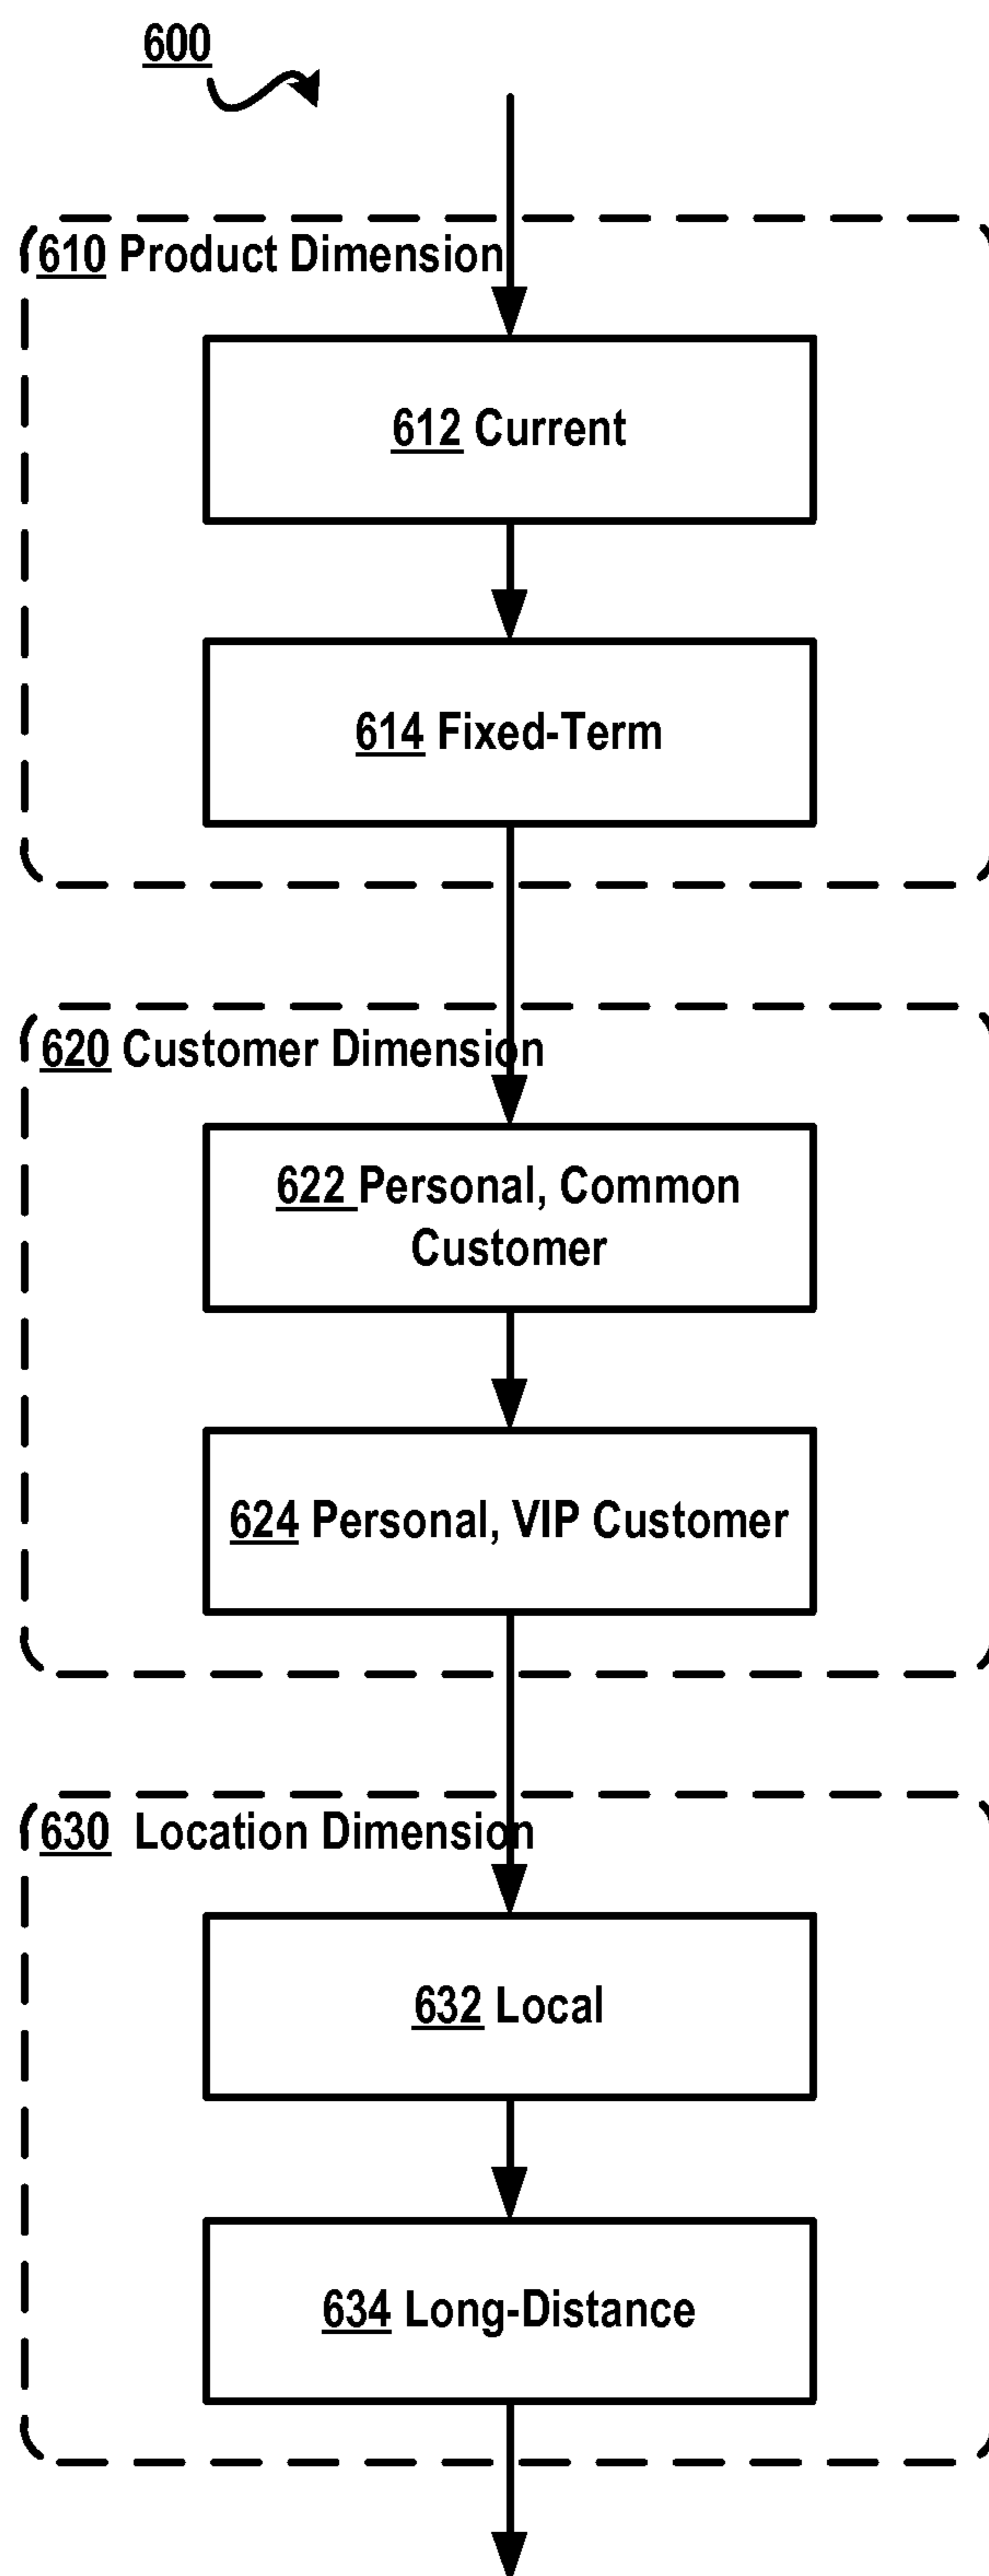 600
610 Product Dimension
612 Current
614 Fixed-Term
620 Customer Dimension
622 Personal, Common
Customer
624 Personal, VIP Customer
630 Location Dimension
632 Local
634 Long-Distance